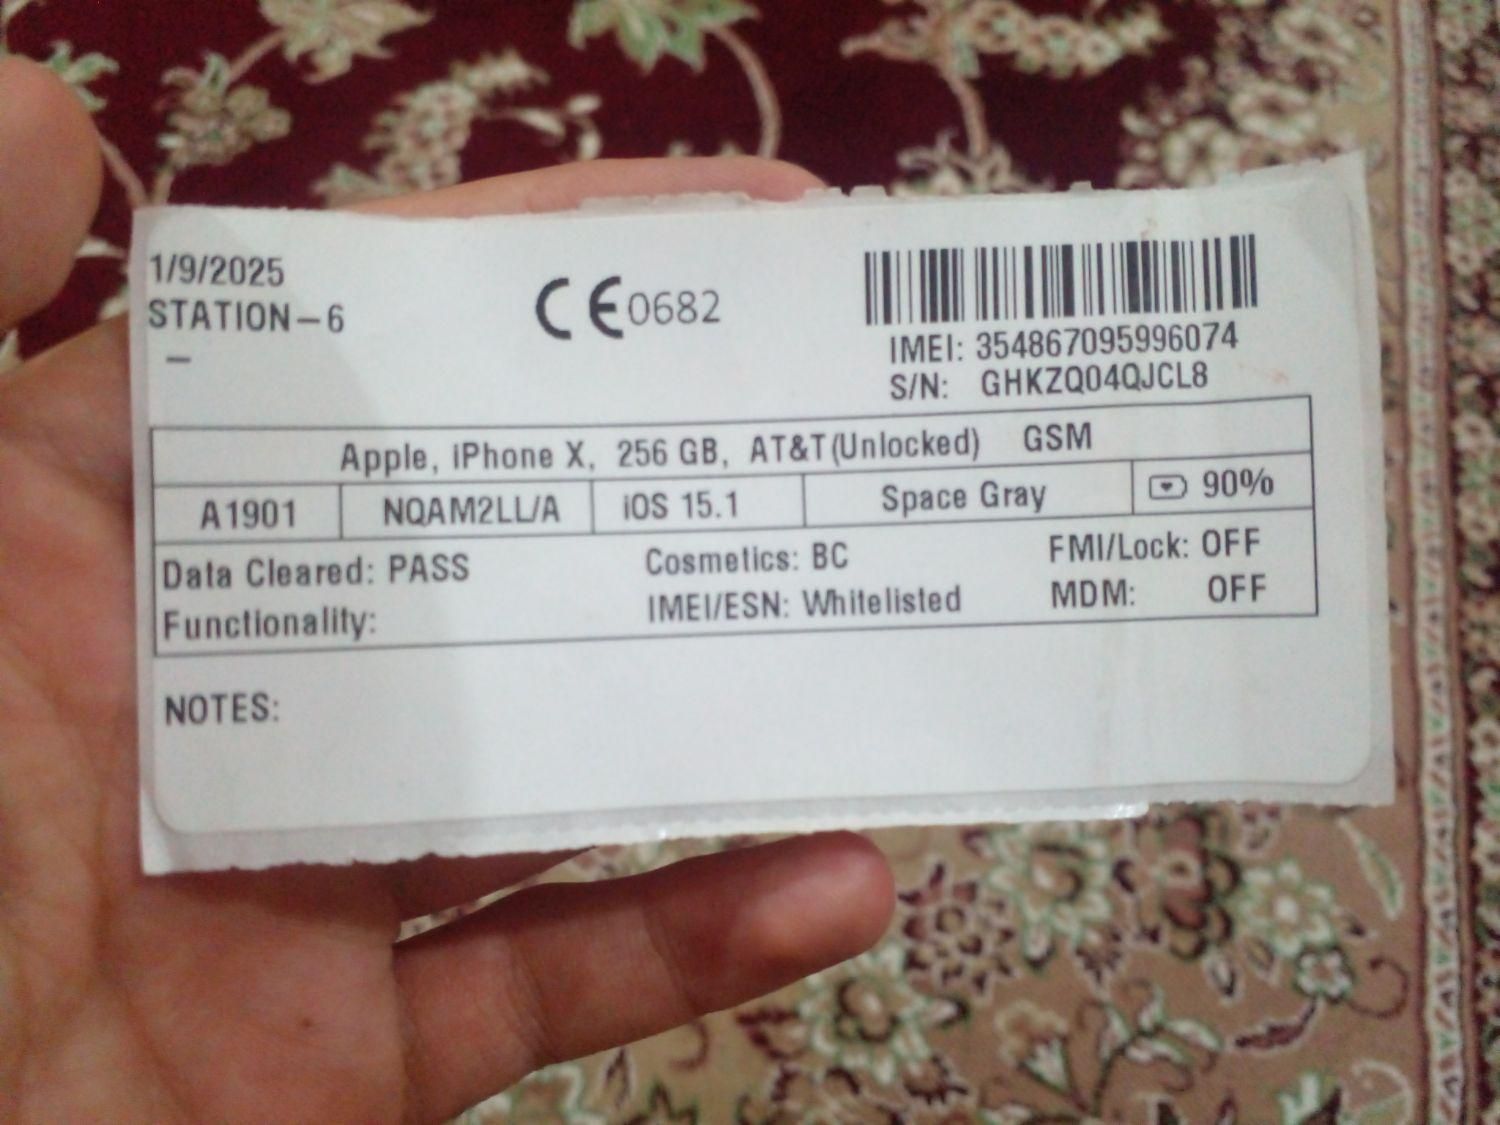 1/9/2025
STATION-6
-
CE0682
IMEI: 354867095996074
S/N: GHKZQ04QJCL8
Apple, iPhone X, 256 GB, AT&T(Unlocked) GSM
A1901 NQAM2LL/A iOS 15.1 Space Gray 90%
Data Cleared: PASS Cosmetics: BC FMI/Lock: OFF
Functionality: IMEI/ESN: Whitelisted MDM: OFF
NOTES: